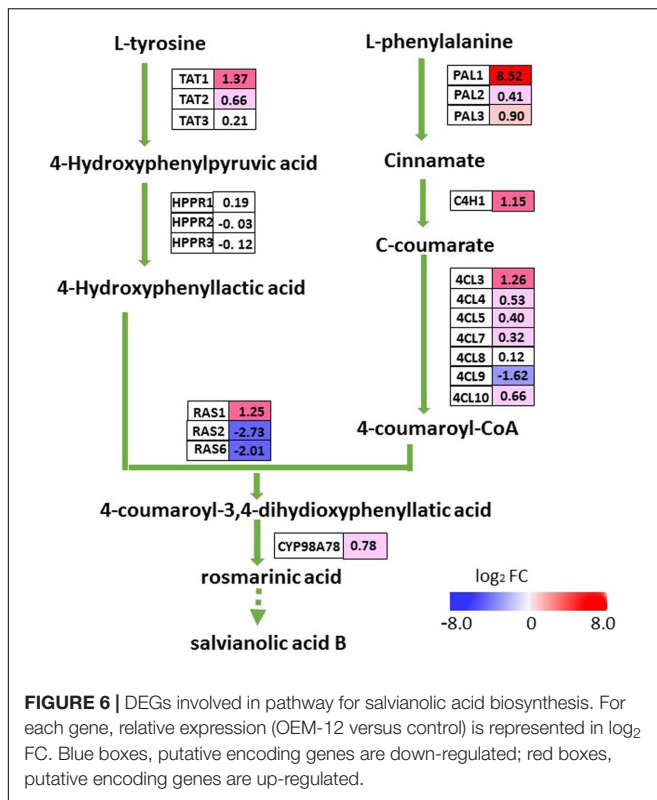 L-tyrosine
TAT1 1.37
TAT2 0.66
TAT3 0.21
4-Hydroxyphenylpyruvic acid
HPPR1 0.19
HPPR2 -0. 03
HPPR3 -0. 12
4-Hydroxyphenyllactic acid
L-phenylalanine
PAL1 8.52
PAL2 0.41
PAL3 0.90
Cinnamate
C4H1 1.15
C-coumarate
4CL3 1.26
4CL4 0.53
4CL5 0.40
4CL7 0.32
4CL8 0.12
4CL9 -1.62
4CL10 0.66
4-coumaroyl-CoA
RAS1 1.25
RAS2 -2.73
RAS6 -2.01
4-coumaroyl-3,4-dihydioxyphenyllatic acid
CYP98A78 0.78
rosmarinic acid
salvianolic acid B
log₂ FC
-8.0 0 8.0
FIGURE 6 | DEGs involved in pathway for salvianolic acid biosynthesis. For
each gene, relative expression (OEM-12 versus control) is represented in log₂
FC. Blue boxes, putative encoding genes are down-regulated; red boxes,
putative encoding genes are up-regulated.